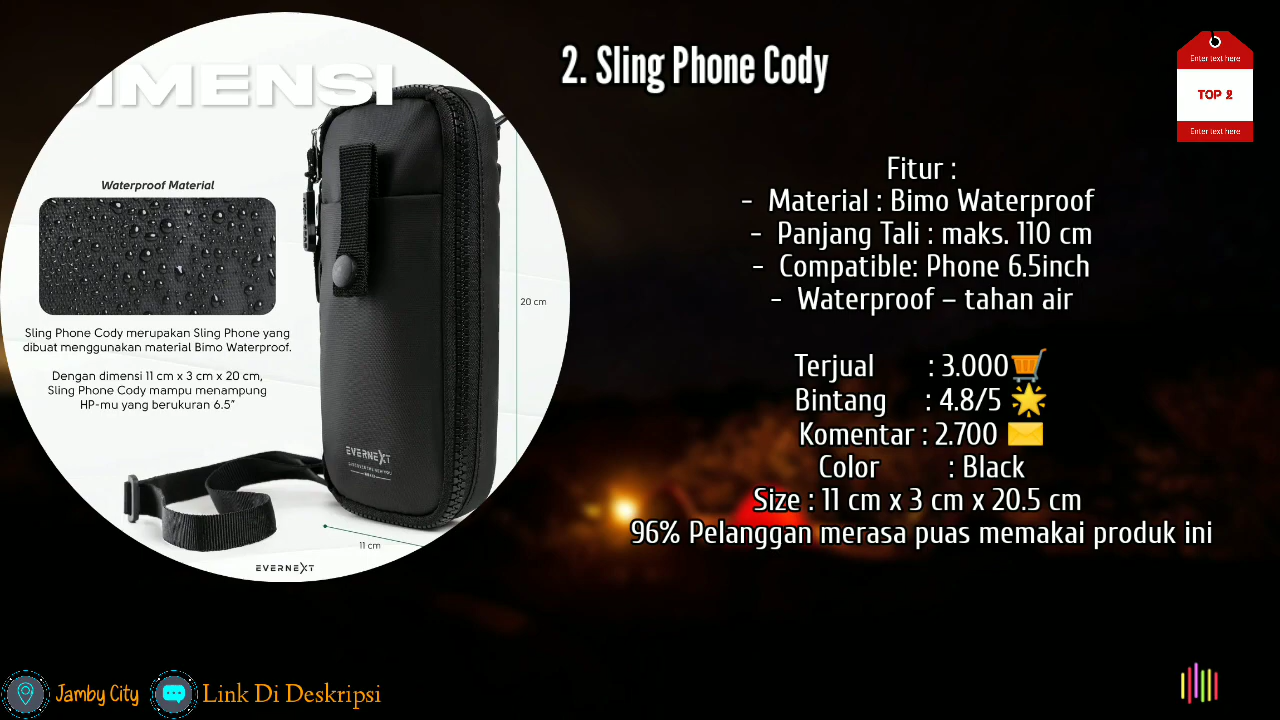 DIMENSI
Waterproof Material
Sling Phone Cody merupakan Sling Phone yang
dibuat menggunakan material Bimo Waterproof.
Dengan dimensi 11 cm x 3 cm x 20 cm,
Sling Phone Cody mampu menampung
HP-mu yang berukuran 6.5”
20 cm
EVERNEXT
11 cm
EVERNEXT
2. Sling Phone Cody
Enter text here
TOP 2
Enter text here
Fitur :
- Material : Bimo Waterproof
- Panjang Tali : maks. 110 cm
- Compatible: Phone 6.5inch
- Waterproof – tahan air
Terjual : 3.000🛒
Bintang : 4.8/5 🌟
Komentar : 2.700 ✉️
Color : Black
Size : 11 cm x 3 cm x 20.5 cm
96% Pelanggan merasa puas memakai produk ini
Jamby City
Link Di Deskripsi